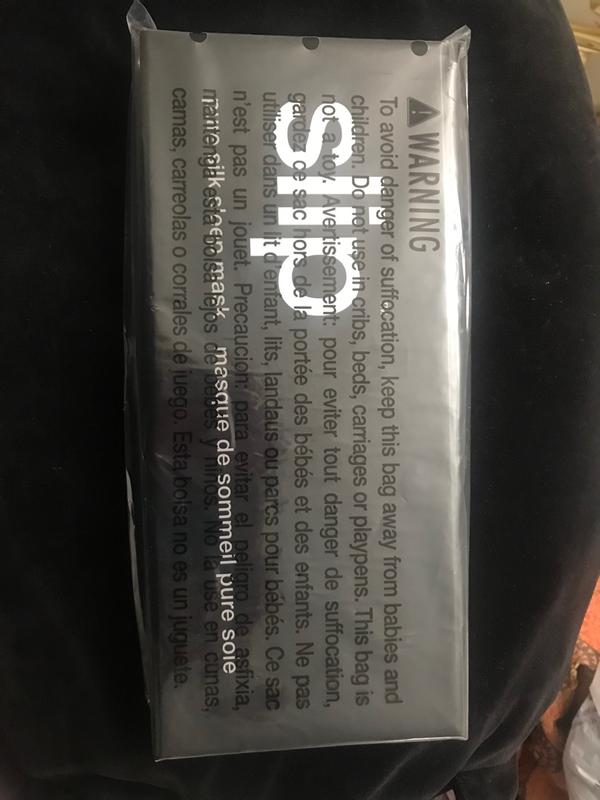 WARNING
To avoid danger of suffocation, keep this bag away from babies and
children. Do not use in cribs, beds, carriages or playpens. This bag is
not a toy. Avertissement: pour eviter tout danger de suffocation,
gardez ce sac hors de la portée des bébés et des enfants. Ne pas
utiliser dans un lit d'enfant, lits, landaus ou parcs pour bébés. Ce sac
n'est pas un jouet. Precaucion: para evitar el peligro de asfixia,
mantenga esta bolsa lejos de bebes y niños. No la use en cunas,
camas, carreolas o corrales de juego. Esta bolsa no es un juguete.
slip
pure silk sleep mask masque de sommeil pure soie